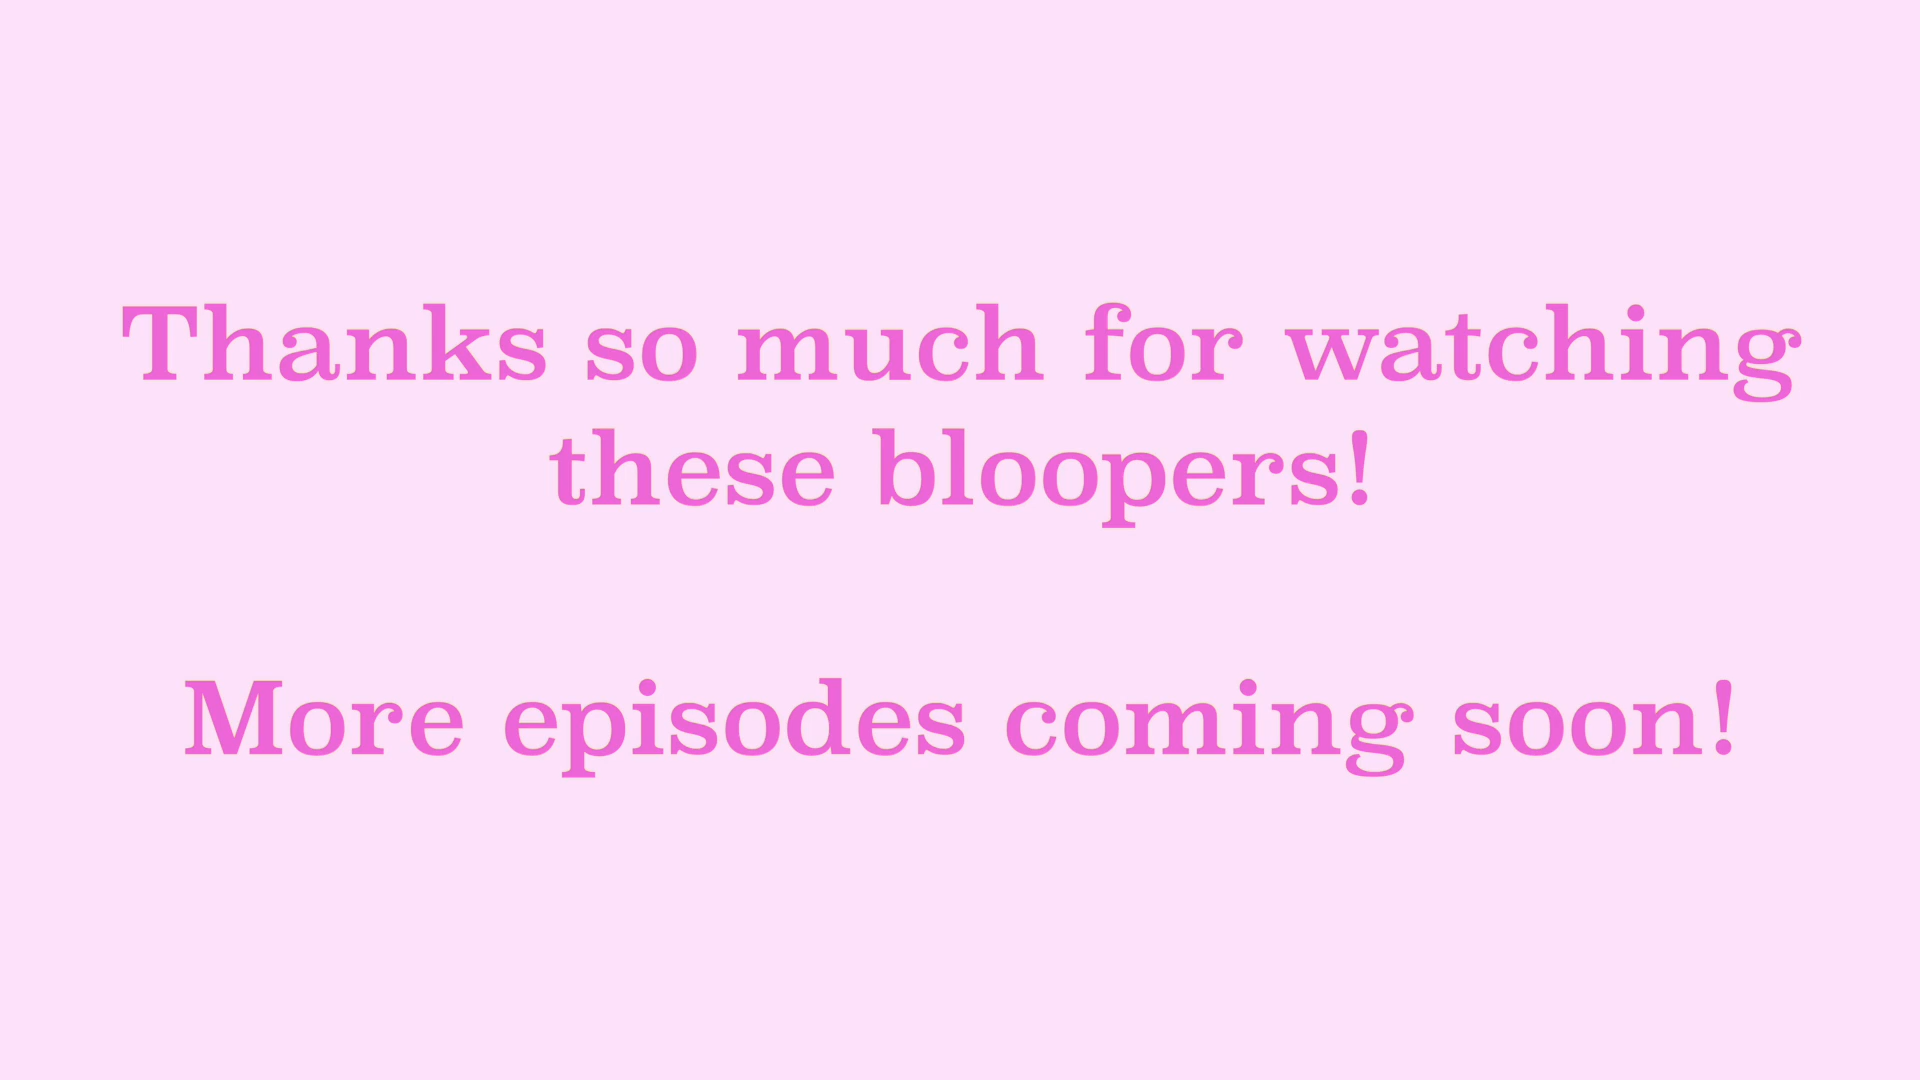 Thanks so much for watching
these bloopers!
More episodes coming soon!